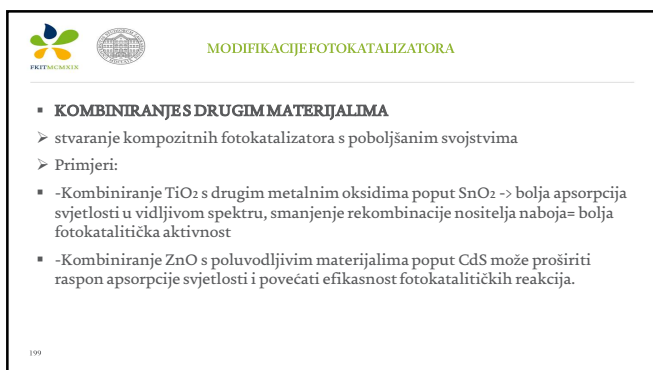 FKITMCMXIX
MODIFIKACIJE FOTOKATALIZATORA
▪ KOMBINIRANJE S DRUGIM MATERIJALIMA
➢ stvaranje kompozitnih fotokatalizatora s poboljšanim svojstvima
➢ Primjeri:
▪ -Kombiniranje TiO2 s drugim metalnim oksidima poput SnO2 -> bolja apsorpcija
svjetlosti u vidljivom spektru, smanjenje rekombinacije nositelja naboja= bolja
fotokatalitička aktivnost
▪ -Kombiniranje ZnO s poluvodljivim materijalima poput CdS može proširiti
raspon apsorpcije svjetlosti i povećati efikasnost fotokatalitičkih reakcija.
199